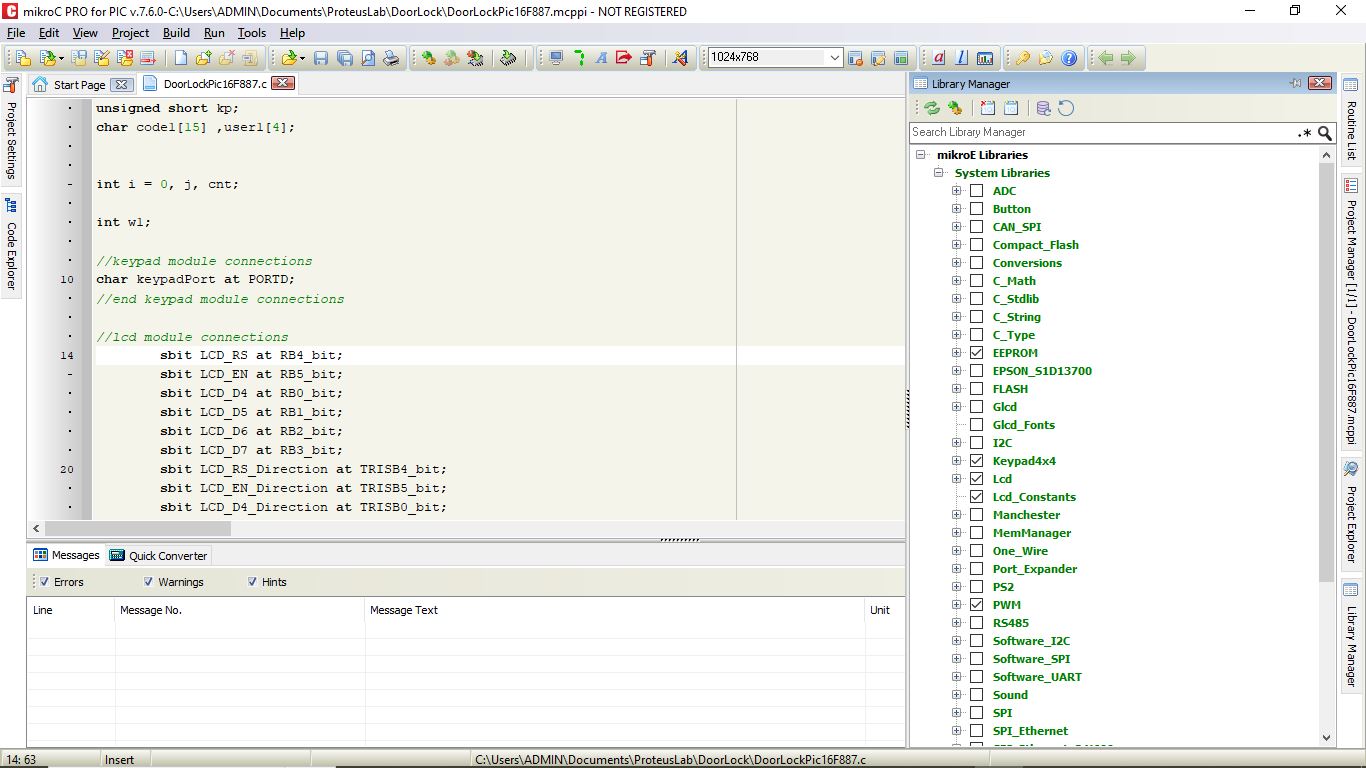 mikroC PRO for PIC v.7.6.0-C:\Users\ADMIN\Documents\ProteusLab\DoorLock\DoorLockPic16F887.mcppi - NOT REGISTERED
File Edit View Project Build Run Tools Help
1024x768
Start Page
DoorLockPic16F887.c
Project Settings
Code Explorer
unsigned short kp;
char code1[15] ,user1[4];
int i = 0, j, cnt;
int w1;
//keypad module connections
10 char keypadPort at PORTD;
//end keypad module connections
//lcd module connections
14 sbit LCD_RS at RB4_bit;
sbit LCD_EN at RB5_bit;
sbit LCD_D4 at RB0_bit;
sbit LCD_D5 at RB1_bit;
sbit LCD_D6 at RB2_bit;
sbit LCD_D7 at RB3_bit;
20 sbit LCD_RS_Direction at TRISB4_bit;
sbit LCD_EN_Direction at TRISB5_bit;
sbit LCD_D4_Direction at TRISB0_bit;
Messages Quick Converter
Errors Warnings Hints
Line Message No. Message Text Unit
Library Manager
Search Library Manager .*
mikroE Libraries
System Libraries
ADC
Button
CAN_SPI
Compact_Flash
Conversions
C_Math
C_Stdlib
C_String
C_Type
EEPROM
EPSON_S1D13700
FLASH
Glcd
Glcd_Fonts
I2C
Keypad4x4
Lcd
Lcd_Constants
Manchester
MemManager
One_Wire
Port_Expander
PS2
PWM
RS485
Software_I2C
Software_SPI
Software_UART
Sound
SPI
SPI_Ethernet
Routine List
Project Manager [1/1] - DoorLockPic16F887.mcppi
Project Explorer
Library Manager
14: 63 Insert C:\Users\ADMIN\Documents\ProteusLab\DoorLock\DoorLockPic16F887.c